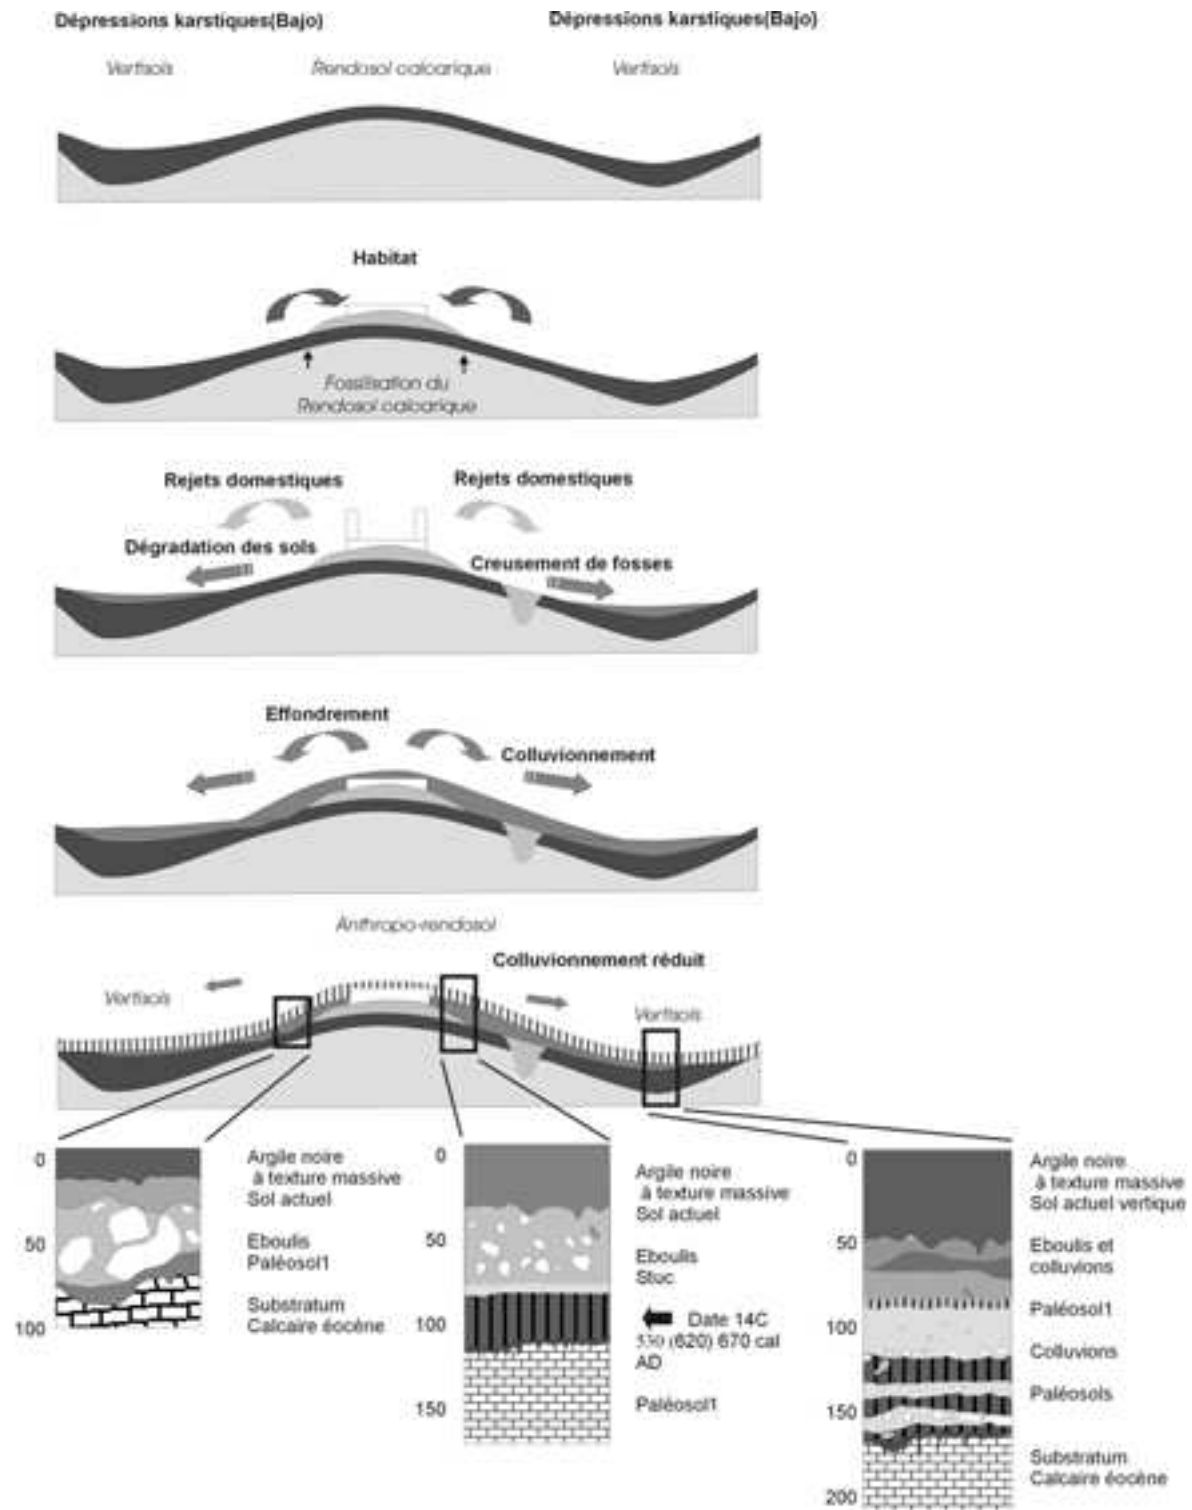 Dépressions karstiques(Bajo)
Dépressions karstiques(Bajo)
Vertisols
Rendosol calcarique
Vertisols
Habitat
Fossilisation du
Rendosol calcarique
Rejets domestiques
Rejets domestiques
Dégradation des sols
Creusement de fosses
Effondrement
Colluvionnement
Anthropo-rendosol
Colluvionnement réduit
Vertisols
Vertisols
0
50
100
Argile noire
à texture massive
Sol actuel
Eboulis
Paléosol1
Substratum
Calcaire éocène
0
50
100
150
Argile noire
à texture massive
Sol actuel
Eboulis
Stuc
Date 14C
530 (620) 670 cal
AD
Paléosol1
0
50
100
150
200
Argile noire
à texture massive
Sol actuel vertique
Eboulis et
colluvions
Paléosol1
Colluvions
Paléosols
Substratum
Calcaire éocène